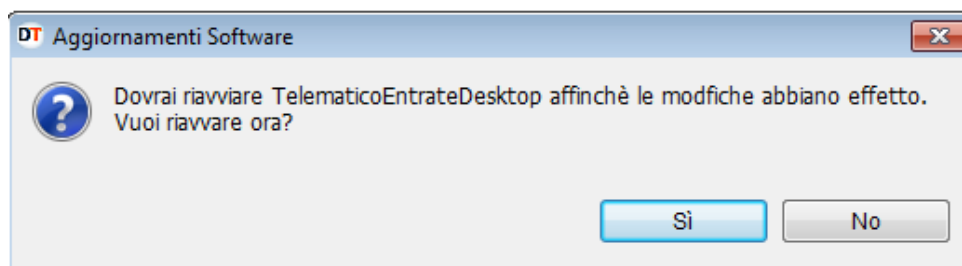 DT Aggiornamenti Software
Dovrai riavviare TelematicoEntrateDesktop affinchè le modfiche abbiano effetto.
Vuoi riavvare ora?
Sì No